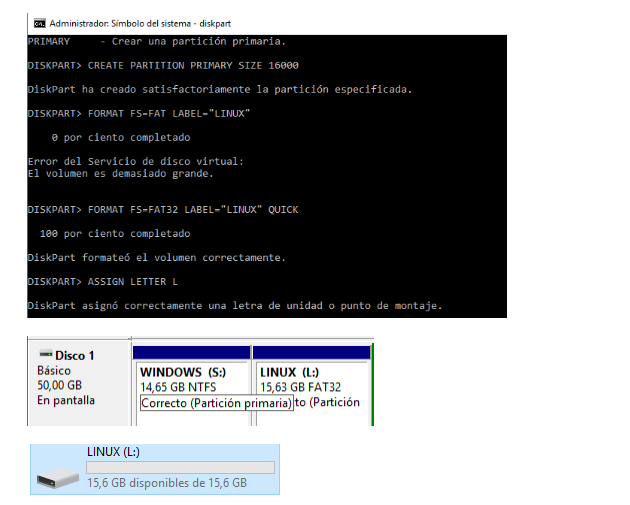 Administrador: Símbolo del sistema - diskpart
PRIMARY - Crear una partición primaria.
DISKPART> CREATE PARTITION PRIMARY SIZE 16000
DiskPart ha creado satisfactoriamente la partición especificada.
DISKPART> FORMAT FS=FAT LABEL="LINUX"
0 por ciento completado
Error del Servicio de disco virtual:
El volumen es demasiado grande.
DISKPART> FORMAT FS=FAT32 LABEL="LINUX" QUICK
100 por ciento completado
DiskPart formateó el volumen correctamente.
DISKPART> ASSIGN LETTER L
DiskPart asignó correctamente una letra de unidad o punto de montaje.
Disco 1
Básico
50,00 GB
En pantalla
WINDOWS (S:)
14,65 GB NTFS
Correcto (Partición primaria)
LINUX (L:)
15,63 GB FAT32
to (Partición
LINUX (L:)
15,6 GB disponibles de 15,6 GB